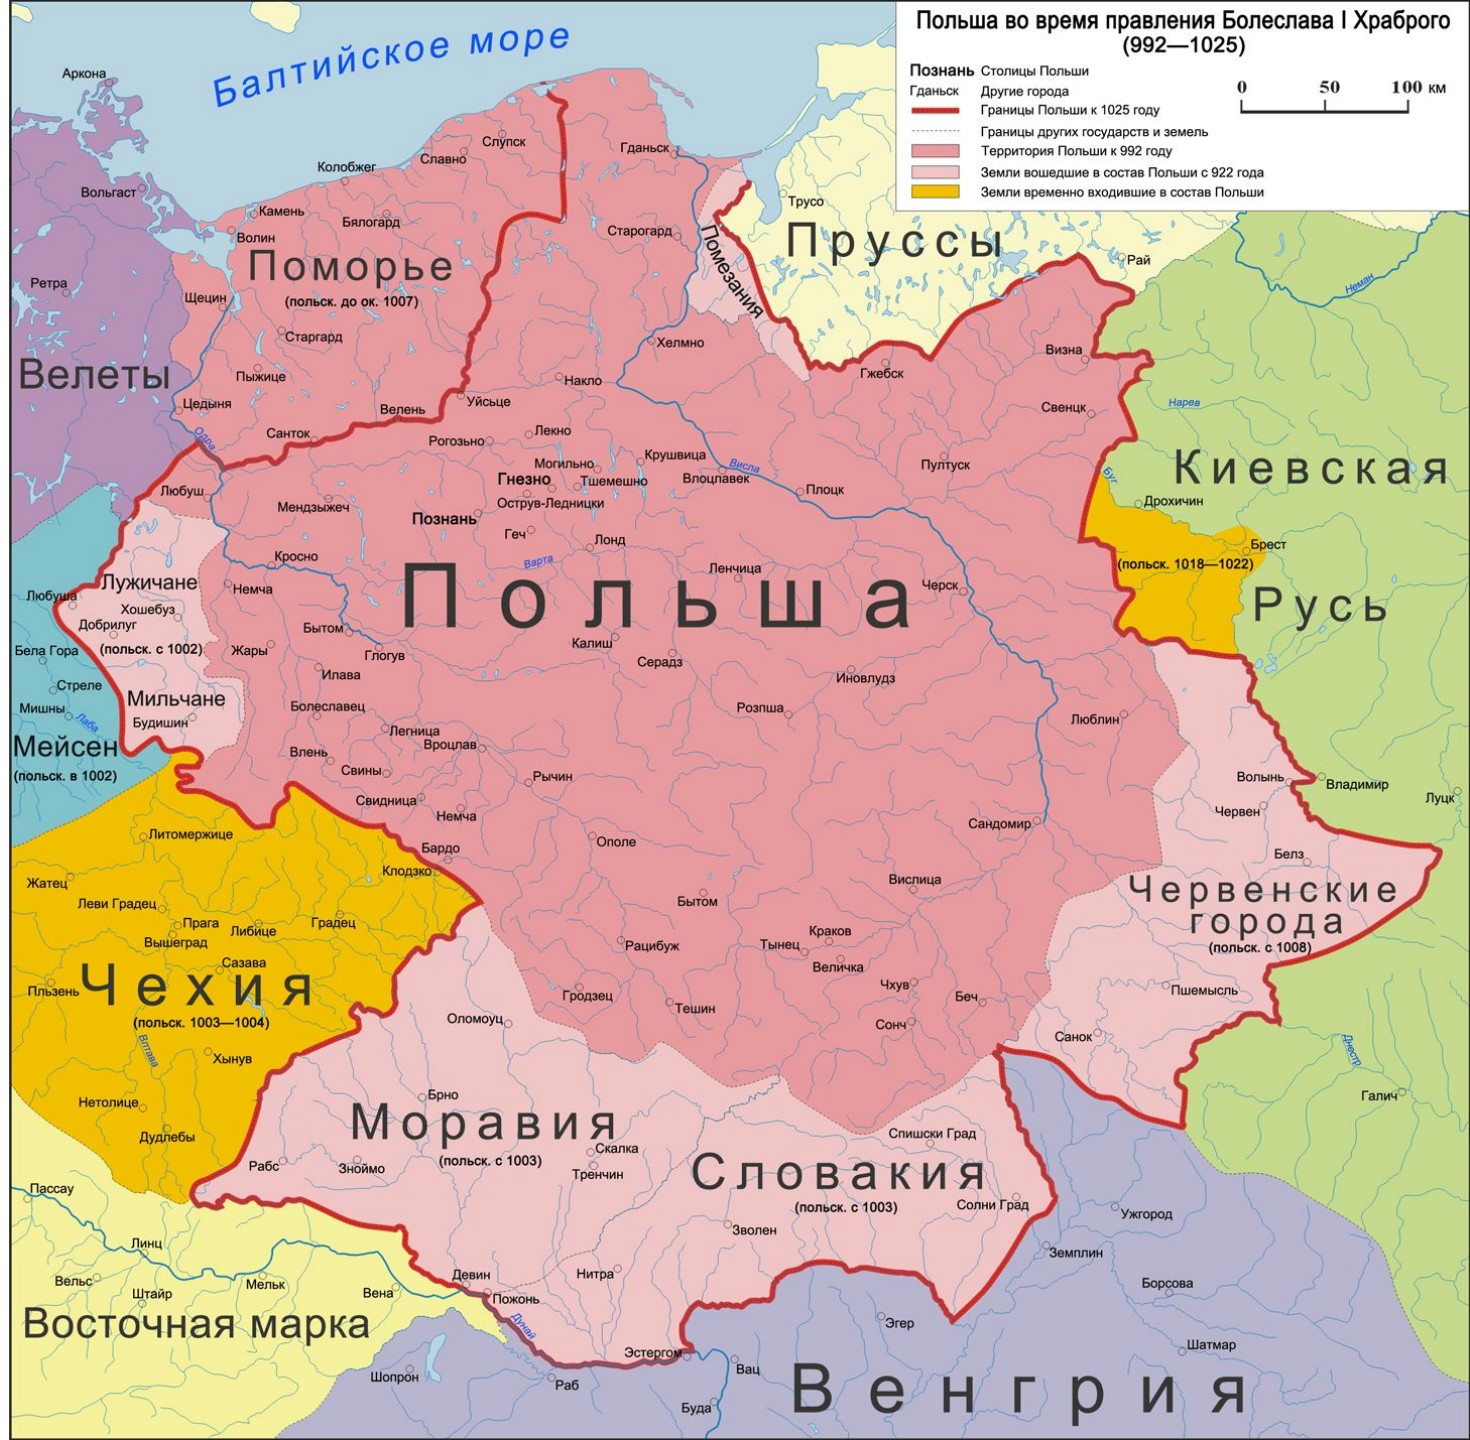 Польша во время правления Болеслава I Храброго
(992—1025)
Познань Столицы Польши
Гданьск Другие города
Границы Польши к 1025 году
Границы других государств и земель
Территория Польши к 992 году
Земли вошедшие в состав Польши с 922 года
Земли временно входившие в состав Польши
0 50 100 км
Балтийское море
Аркона
Слупск
Славно
Гданьск
Колобжег
Вольгаст
Трусо
Камень
Бялогард
Волин
Старогард
Пруссы
Помезания
Рай
Поморье
(польск. до ок. 1007)
Ретра
Щецин
Неман
Старгард
Хелмно
Визна
Велеты
Пыжице
Накло
Гжебск
Цедыня
Велень
Уйсьце
Свенцк
Нарев
Одра
Санток
Рогозьно
Лекно
Крушвица
Висла
Пултуск
Киевская
Буг
Могильно
Гнезно
Тшемешно
Влоцлавек
Плоцк
Любуш
Мендзыжеч
Острув-Ледницки
Дрохичин
Познань
Геч
Лонд
Брест
Кросно
Варта
Ленчица
(польск. 1018—1022)
Лужичане
Немча
Польша
Черск
Русь
Любуша
Хошебуз
Добрилуг
Бытом
Калиш
(польск. с 1002)
Бела Гора
Жары
Глогув
Серадз
Илава
Иновлудз
Стреле
Мильчане
Мишны
Лаба
Будишин
Болеславец
Розпша
Люблин
Легница
Мейсен
(польск. в 1002)
Влень
Вроцлав
Свины
Рычин
Волынь
Владимир
Свидница
Немча
Червен
Луцк
Литомержице
Сандомир
Ополе
Бардо
Белз
Клодзко
Жатец
Вислица
Червенские
города
(польск. с 1008)
Леви Градец
Прага
Либице
Градец
Бытом
Вышеград
Рацибуж
Тынец
Краков
Величка
Сазава
Чехия
Пльзень
(польск. 1003—1004)
Гродзец
Тешин
Чхув
Беч
Пшемысль
Оломоуц
Сонч
Санок
Влтава
Хынув
Днестр
Нетолице
Брно
Галич
Дудлебы
Моравия
(польск. с 1003)
Спишски Град
Рабс
Зноймо
Скалка
Тренчин
Словакия
(польск. с 1003)
Солни Град
Пассау
Ужгород
Зволен
Линц
Земплин
Вельс
Мельк
Девин
Нитра
Борсова
Штайр
Вена
Пожонь
Восточная марка
Дунай
Эгер
Эстергом
Шатмар
Шопрон
Раб
Вац
Венгрия
Буда